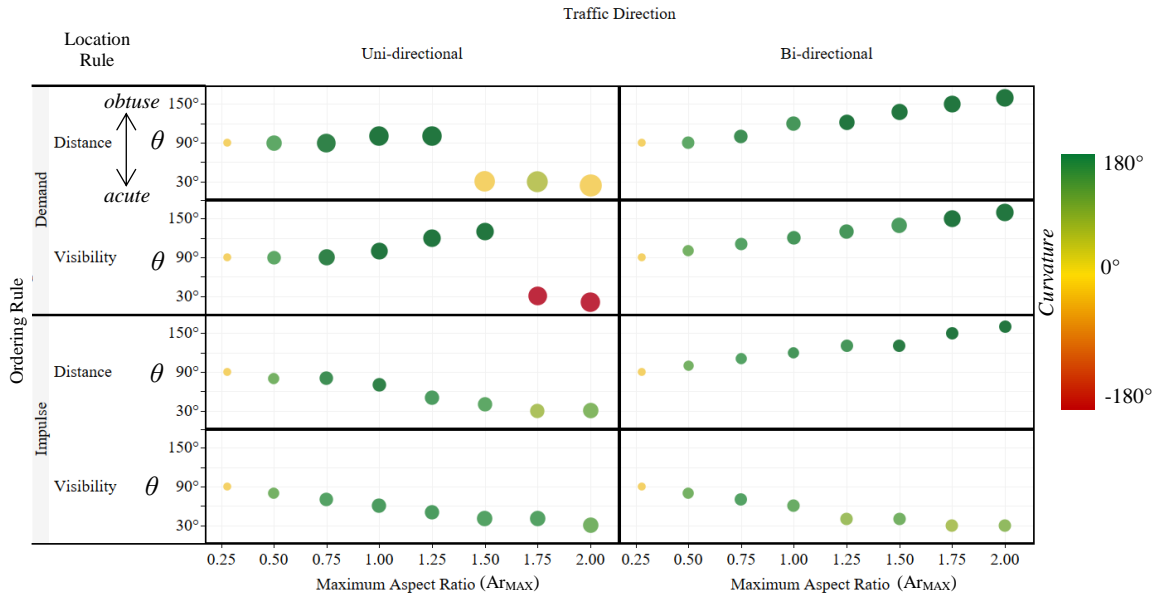 Traffic Direction
Location
Rule
Uni-directional
Bi-directional
Ordering Rule
Demand
Impulse
obtuse
acute
Distance
θ
150°
90°
30°
Visibility
θ
150°
90°
30°
Distance
θ
150°
90°
30°
Visibility
θ
150°
90°
30°
0.25 0.50 0.75 1.00 1.25 1.50 1.75 2.00
0.25 0.50 0.75 1.00 1.25 1.50 1.75 2.00
Maximum Aspect Ratio (ArMAX)
Maximum Aspect Ratio (ArMAX)
Curvature
180°
0°
-180°